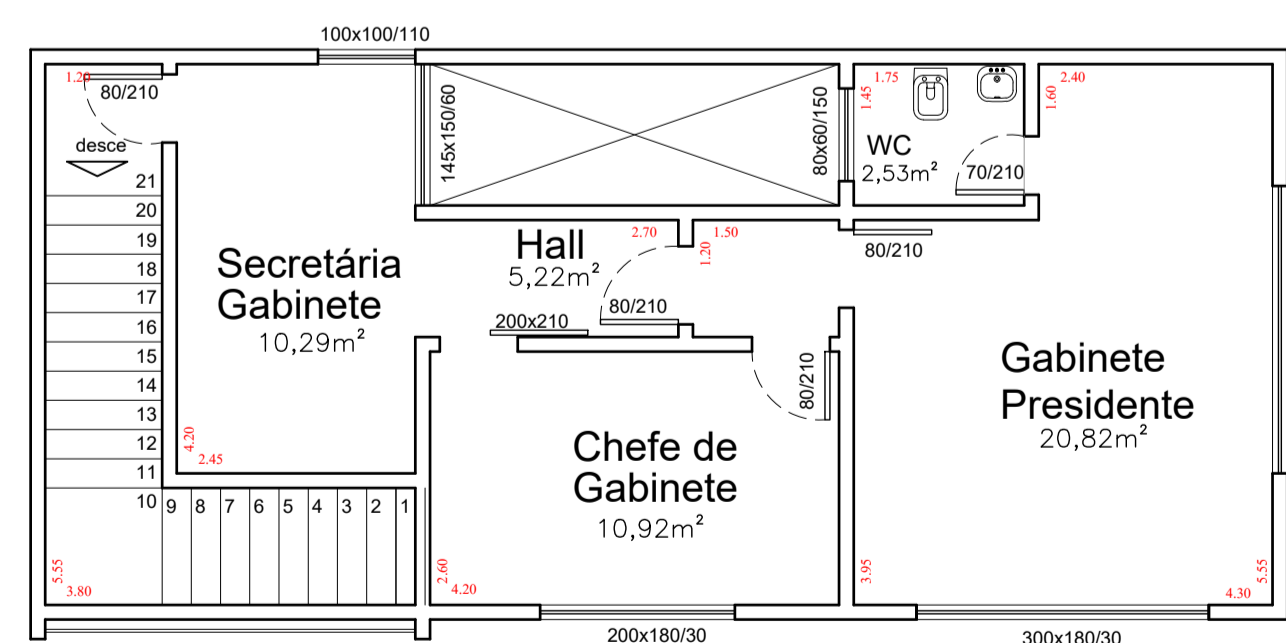 100x100/110
1.20
80/210
desce
145x150/60
80x60/150
1.75
1.45
WC
2,53m²
70/210
2.40
1.60
21
20
19
18
17
16
15
14
13
12
11
10
9 8 7 6 5 4 3 2 1
Secretária
Gabinete
10,29m²
4.20
2.45
Hall
5,22m²
2.70
1.50
1.20
80/210
200x210
80/210
80/210
Gabinete
Presidente
20,82m²
Chefe de
Gabinete
10,92m²
5.55
3.80
2.60
4.20
3.95
5.55
4.30
200x180/30
300x180/30